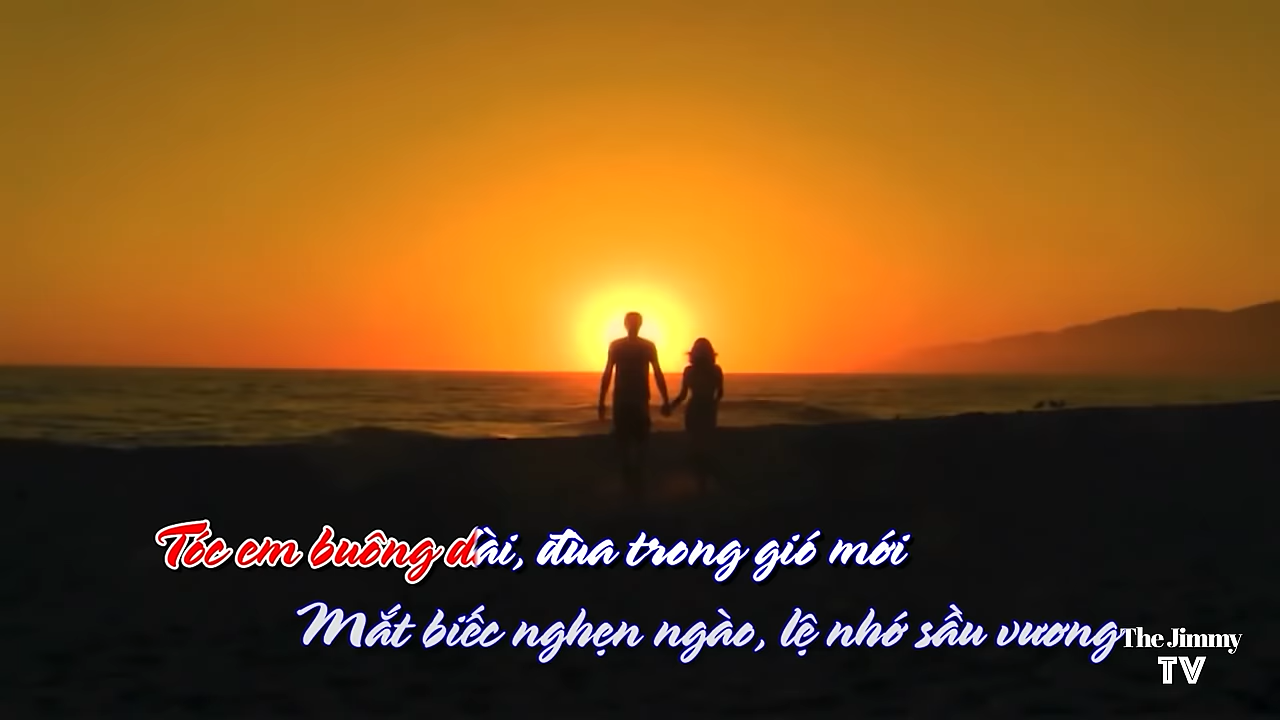 Tóc em buông dài, đùa trong gió mới
Mắt biếc nghẹn ngào, lệ nhớ sầu vương
The Jimmy
TV